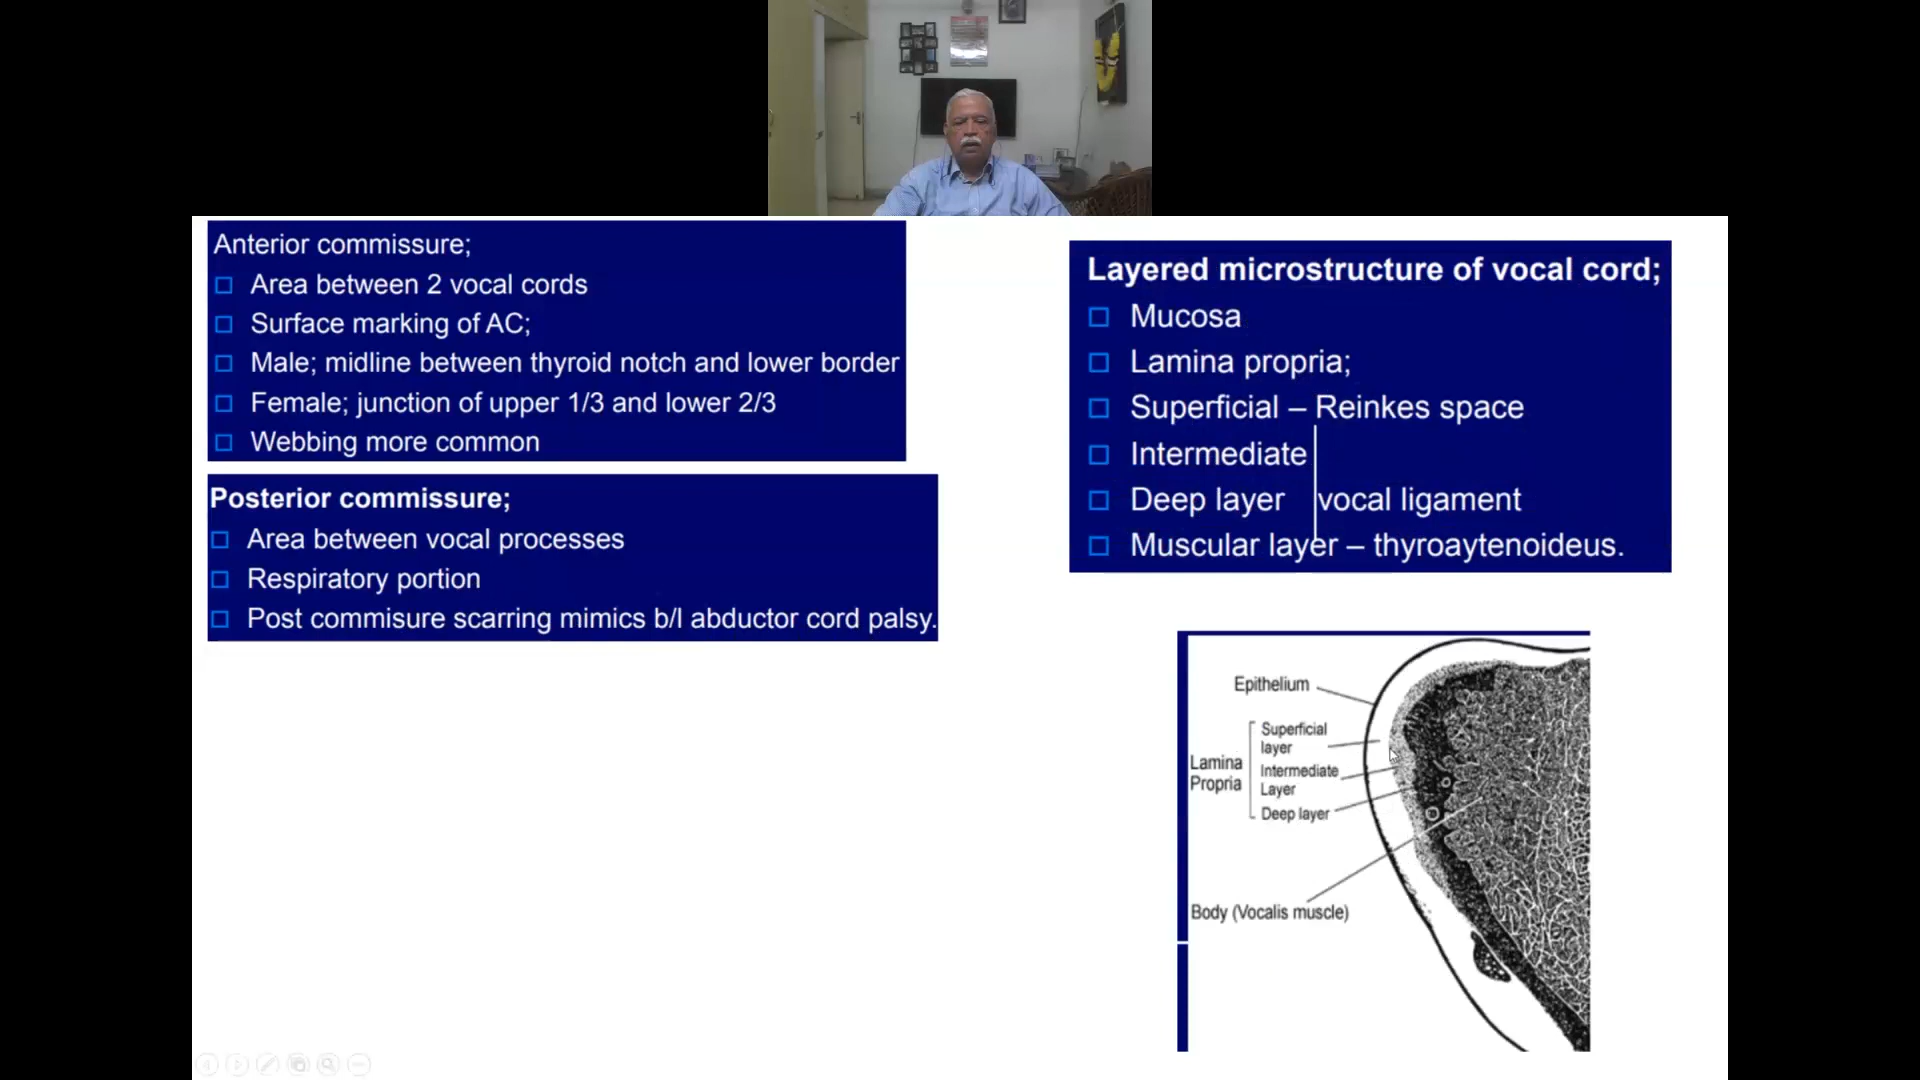 Anterior commissure;
Area between 2 vocal cords
Surface marking of AC;
Male; midline between thyroid notch and lower border
Female; junction of upper 1/3 and lower 2/3
Webbing more common
Posterior commissure;
Area between vocal processes
Respiratory portion
Post commisure scarring mimics b/l abductor cord palsy.
Layered microstructure of vocal cord;
Mucosa
Lamina propria;
Superficial – Reinkes space
Intermediate
Deep layer vocal ligament
Muscular layer – thyroaytenoideus.
Epithelium
Superficial
layer
Lamina
Propria
Intermediate
Layer
Deep layer
Body (Vocalis muscle)